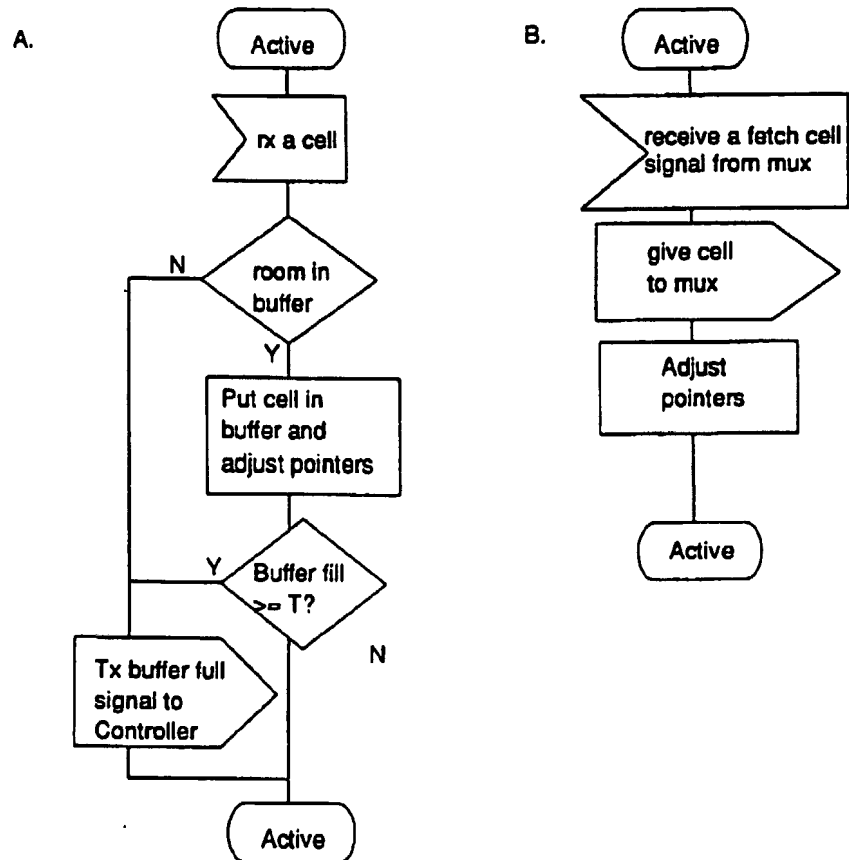 A.
Active
rx a cell
N
room in
buffer
Y
Put cell in
buffer and
adjust pointers
Y
Buffer fill
>= T?
N
Tx buffer full
signal to
Controller
Active
B.
Active
receive a fetch cell
signal from mux
give cell
to mux
Adjust
pointers
Active